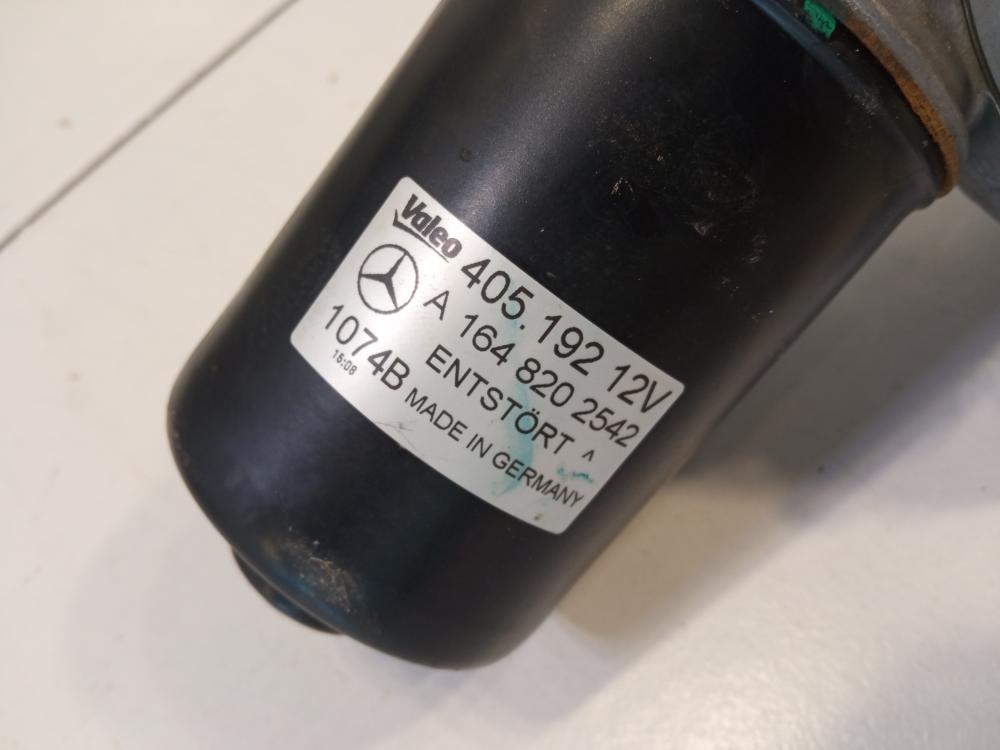 Valeo
405.192 12V
A 164 820 2542
ENTSTÖRT ^
1074B MADE IN GERMANY
15:08